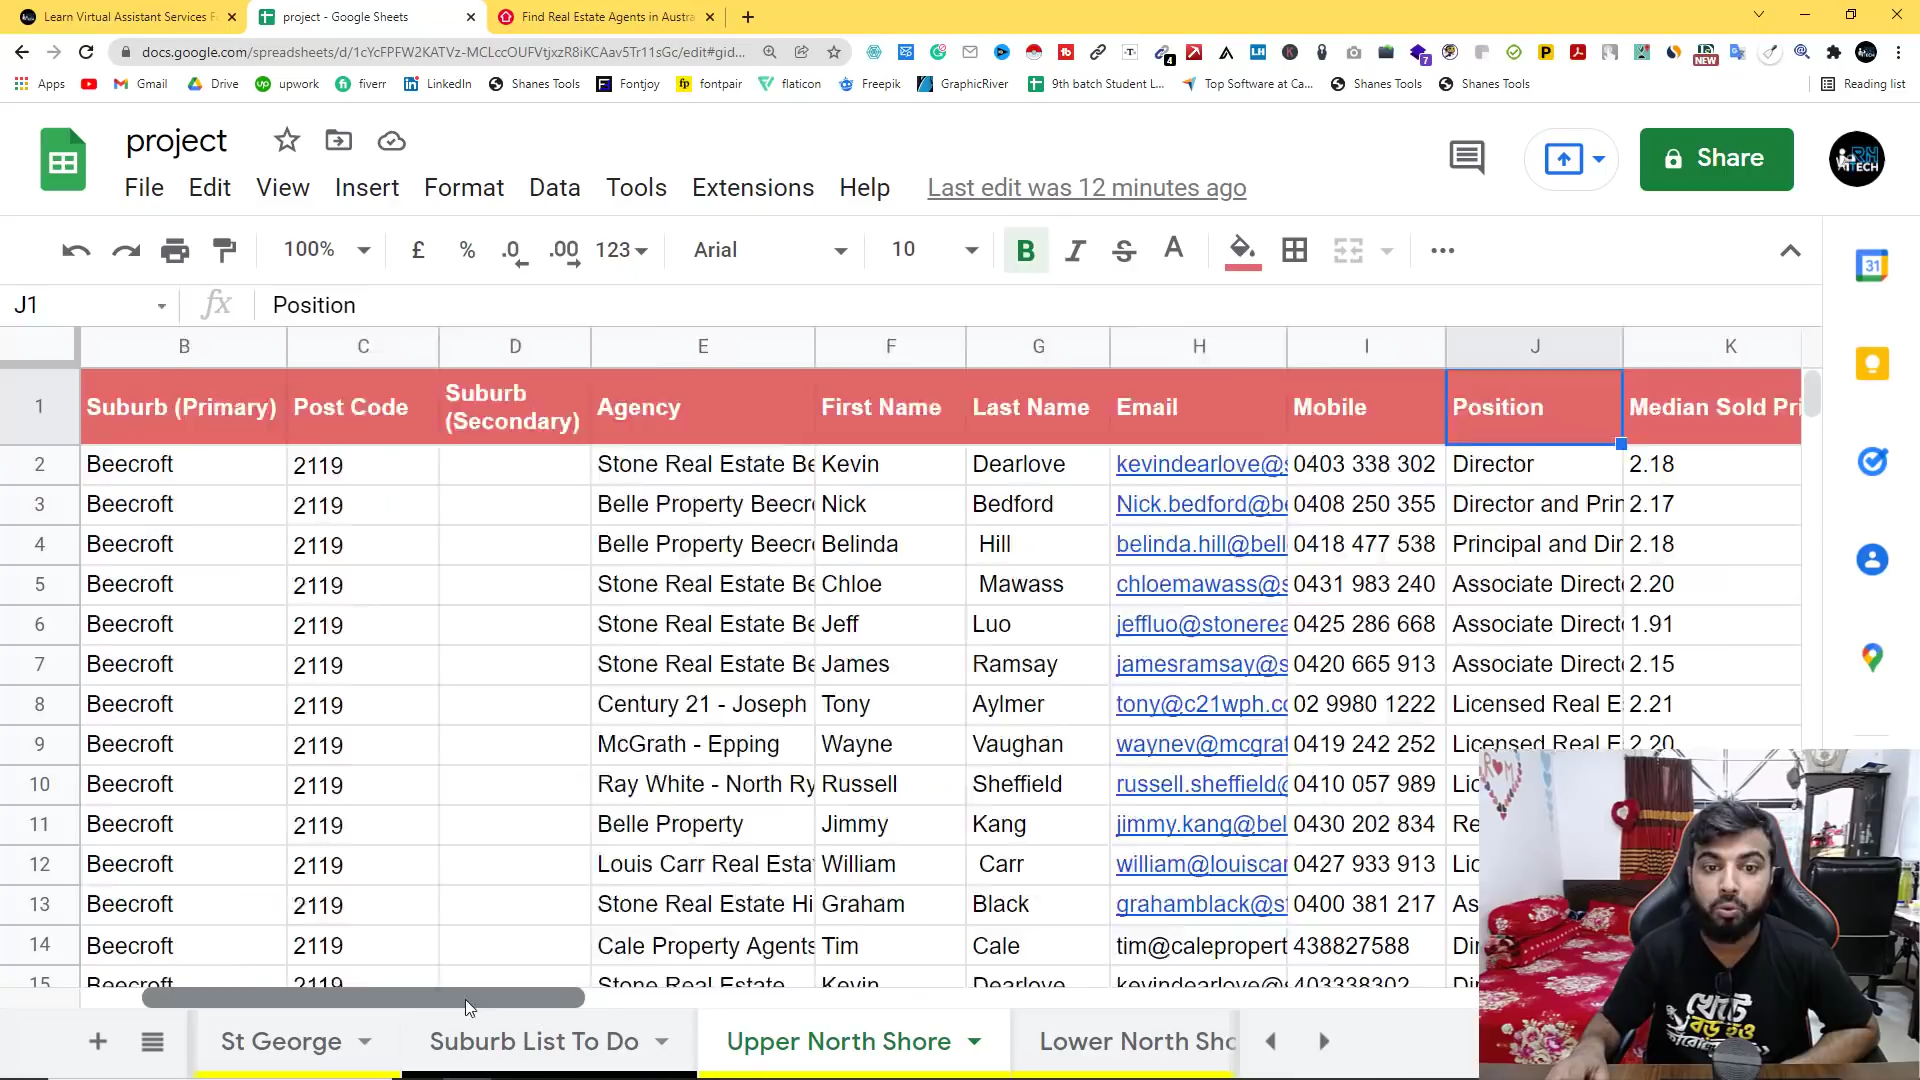 Learn Virtual Assistant Services F
project - Google Sheets
Find Real Estate Agents in Austra
docs.google.com/spreadsheets/d/1cYcFPFW2KATVz-MCLccOUFVtjxzR8iKCAav5Tr11sGc/edit#gid...
Apps
Gmail
Drive
upwork
fiverr
LinkedIn
Shanes Tools
Fontjoy
fontpair
flaticon
Freepik
GraphicRiver
9th batch Student L...
Top Software at Ca...
Shanes Tools
Shanes Tools
Reading list
project
File Edit View Insert Format Data Tools Extensions Help Last edit was 12 minutes ago
Share
100% £ % .0 .00 123 Arial 10 B I S A
J1 fx Position
B C D E F G H I J K
1 Suburb (Primary) Post Code Suburb (Secondary) Agency First Name Last Name Email Mobile Position Median Sold Pri
2 Beecroft 2119 Stone Real Estate Be Kevin Dearlove kevindearlove@s 0403 338 302 Director 2.18
3 Beecroft 2119 Belle Property Beecr Nick Bedford Nick.bedford@be 0408 250 355 Director and Prin 2.17
4 Beecroft 2119 Belle Property Beecr Belinda Hill belinda.hill@bell 0418 477 538 Principal and Dir 2.18
5 Beecroft 2119 Stone Real Estate Be Chloe Mawass chloemawass@s 0431 983 240 Associate Direct 2.20
6 Beecroft 2119 Stone Real Estate Be Jeff Luo jeffluo@stonerea 0425 286 668 Associate Direct 1.91
7 Beecroft 2119 Stone Real Estate Be James Ramsay jamesramsay@s 0420 665 913 Associate Direct 2.15
8 Beecroft 2119 Century 21 - Joseph Tony Aylmer tony@c21wph.co 02 9980 1222 Licensed Real E 2.21
9 Beecroft 2119 McGrath - Epping Wayne Vaughan waynev@mcgrat 0419 242 252 Licensed Real E 2.20
10 Beecroft 2119 Ray White - North Ry Russell Sheffield russell.sheffield@ 0410 057 989 Lic
11 Beecroft 2119 Belle Property Jimmy Kang jimmy.kang@bel 0430 202 834 Re
12 Beecroft 2119 Louis Carr Real Esta William Carr william@louiscar 0427 933 913 Lic
13 Beecroft 2119 Stone Real Estate Hi Graham Black grahamblack@st 0400 381 217 As
14 Beecroft 2119 Cale Property Agents Tim Cale tim@calepropert 438827588 Dir
15 Beecroft 2119 Stone Real Estate Kevin Dearlove kevindearlove@s 403338302 Dir
St George
Suburb List To Do
Upper North Shore
Lower North Sho